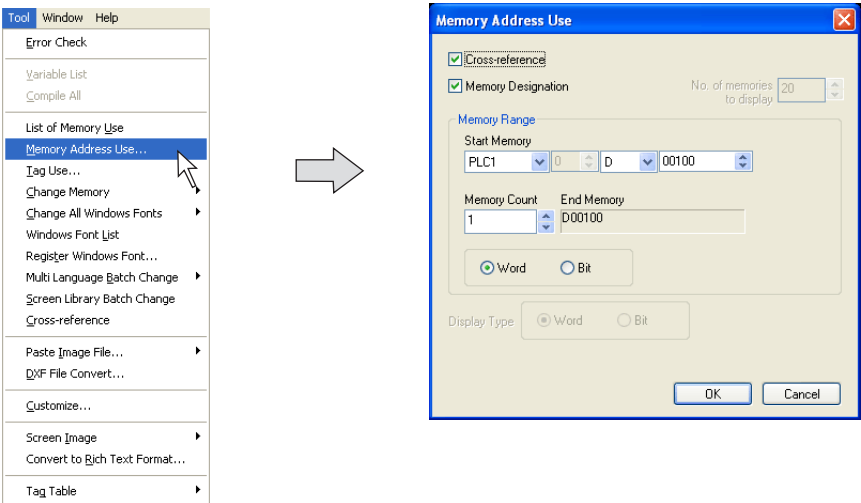 Tool Window Help
Error Check
Variable List
Compile All
List of Memory Use
Memory Address Use...
Tag Use...
Change Memory
Change All Windows Fonts
Windows Font List
Register Windows Font...
Multi Language Batch Change
Screen Library Batch Change
Cross-reference
Paste Image File...
DXF File Convert...
Customize...
Screen Image
Convert to Rich Text Format...
Tag Table
Memory Address Use
Cross-reference
Memory Designation
No. of memories to display 20
Memory Range
Start Memory
PLC1 0 D 00100
Memory Count End Memory
1 D00100
Word Bit
Display Type Word Bit
OK Cancel